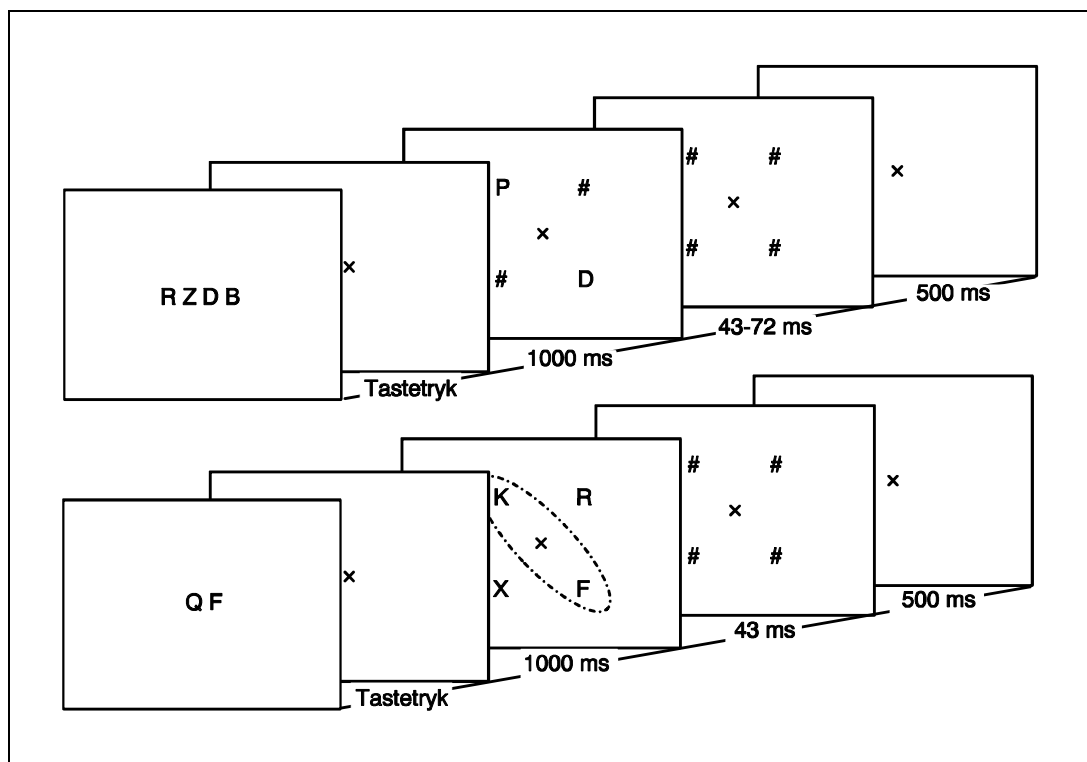 # #
×
× P # # #
×
× # D
R Z D B
500 ms
43-72 ms
1000 ms
Tastetryk
# #
×
K R
× × # #
×
X F
Q F
500 ms
43 ms
1000 ms
Tastetryk